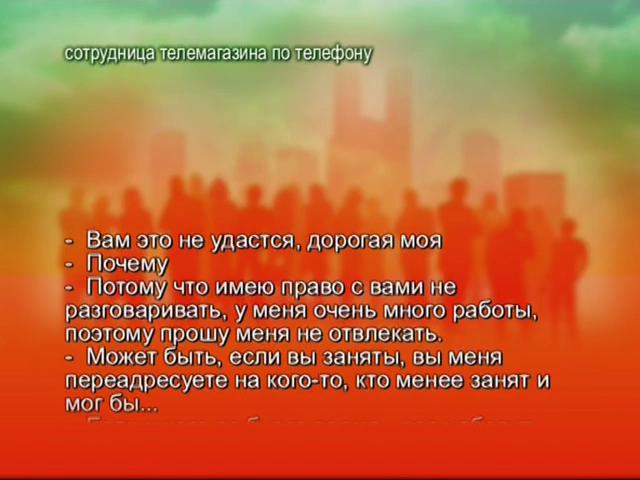 сотрудница телемагазина по телефону
- Вам это не удастся, дорогая моя
- Почему
- Потому что имею право с вами не
разговаривать, у меня очень много работы,
поэтому прошу меня не отвлекать.
- Может быть, если вы заняты, вы меня
переадресуете на кого-то, кто менее занят и
мог бы...